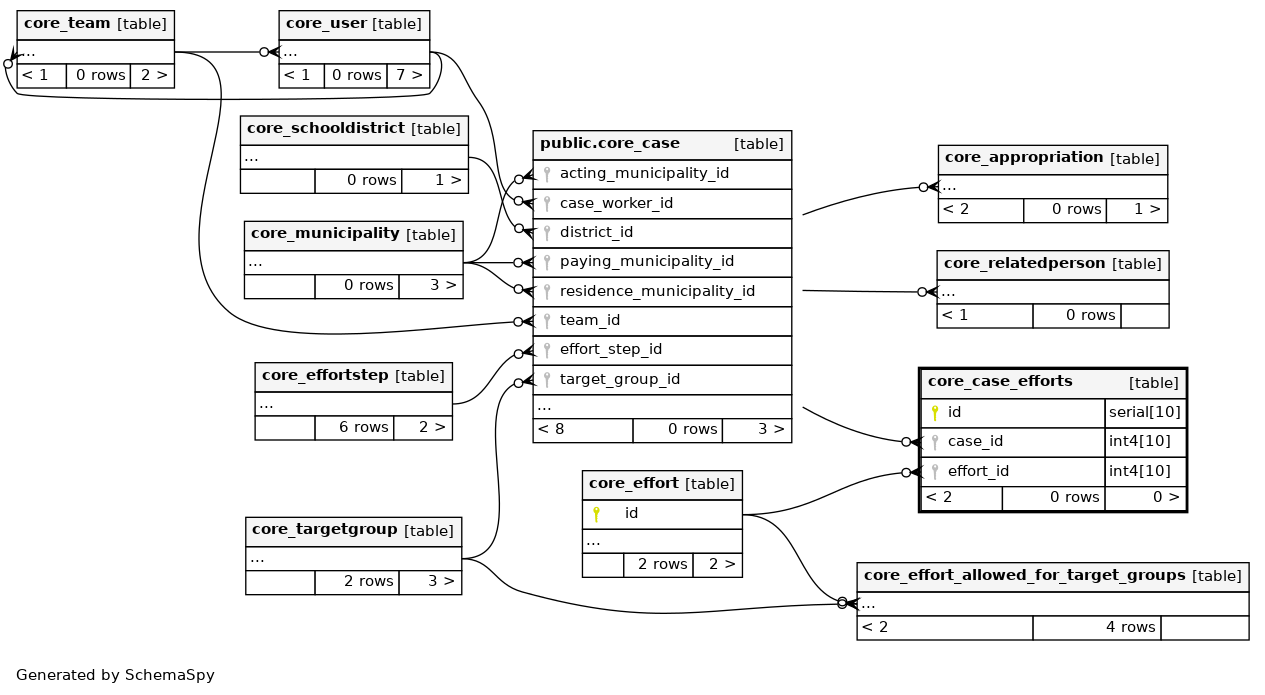 core_team [table]
...
< 1 0 rows 2 >
core_user [table]
...
< 1 0 rows 7 >
core_schooldistrict [table]
...
0 rows 1 >
core_municipality [table]
...
0 rows 3 >
core_effortstep [table]
...
6 rows 2 >
core_targetgroup [table]
...
2 rows 3 >
public.core_case [table]
acting_municipality_id
case_worker_id
district_id
paying_municipality_id
residence_municipality_id
team_id
effort_step_id
target_group_id
...
< 8 0 rows 3 >
core_effort [table]
id
...
2 rows 2 >
core_appropriation [table]
...
< 2 0 rows 1 >
core_relatedperson [table]
...
< 1 0 rows
core_case_efforts [table]
id serial[10]
case_id int4[10]
effort_id int4[10]
< 2 0 rows 0 >
core_effort_allowed_for_target_groups [table]
...
< 2 4 rows
Generated by SchemaSpy